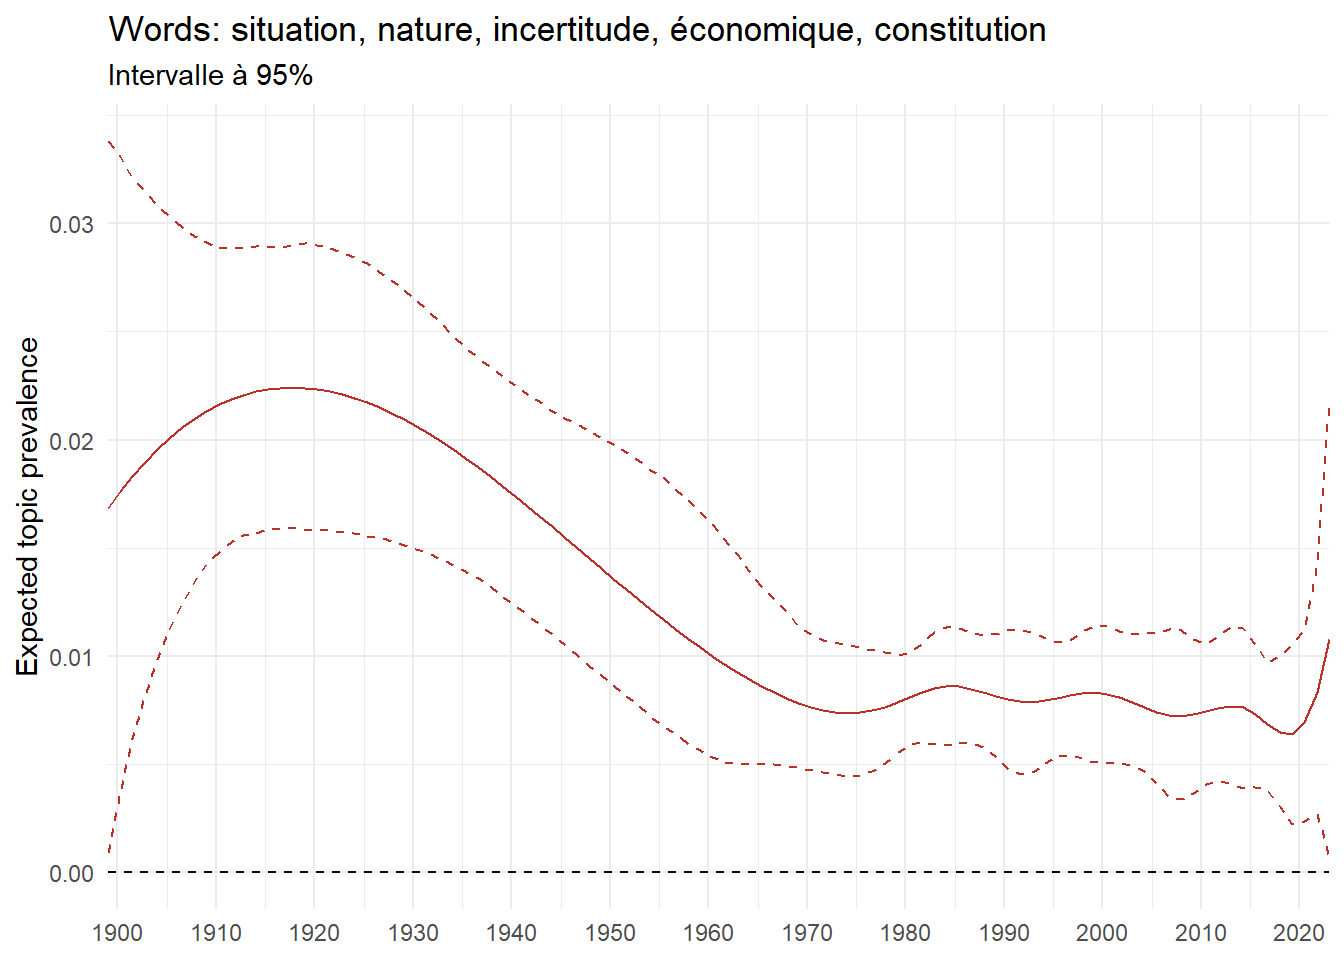 Words: situation, nature, incertitude, économique, constitution
Intervalle à 95%
Expected topic prevalence
0.03
0.02
0.01
0.00
1900 1910 1920 1930 1940 1950 1960 1970 1980 1990 2000 2010 2020